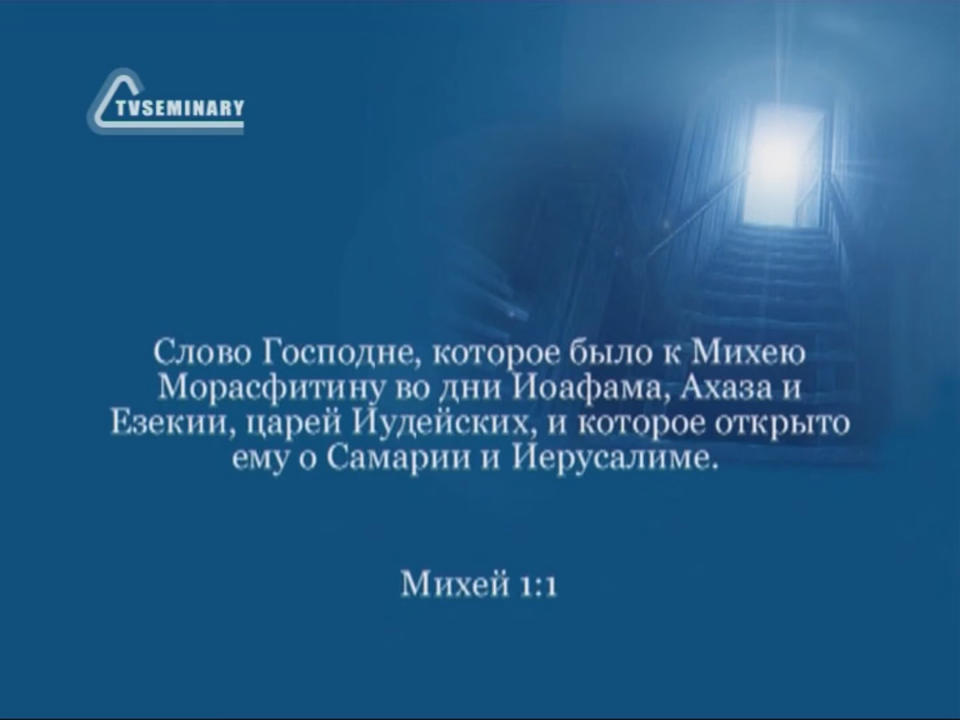 TVSEMINARY
Слово Господне, которое было к Михею
Морасфитину во дни Иоафама, Ахаза и
Езекии, царей Иудейских, и которое открыто
ему о Самарии и Иерусалиме.
Михей 1:1